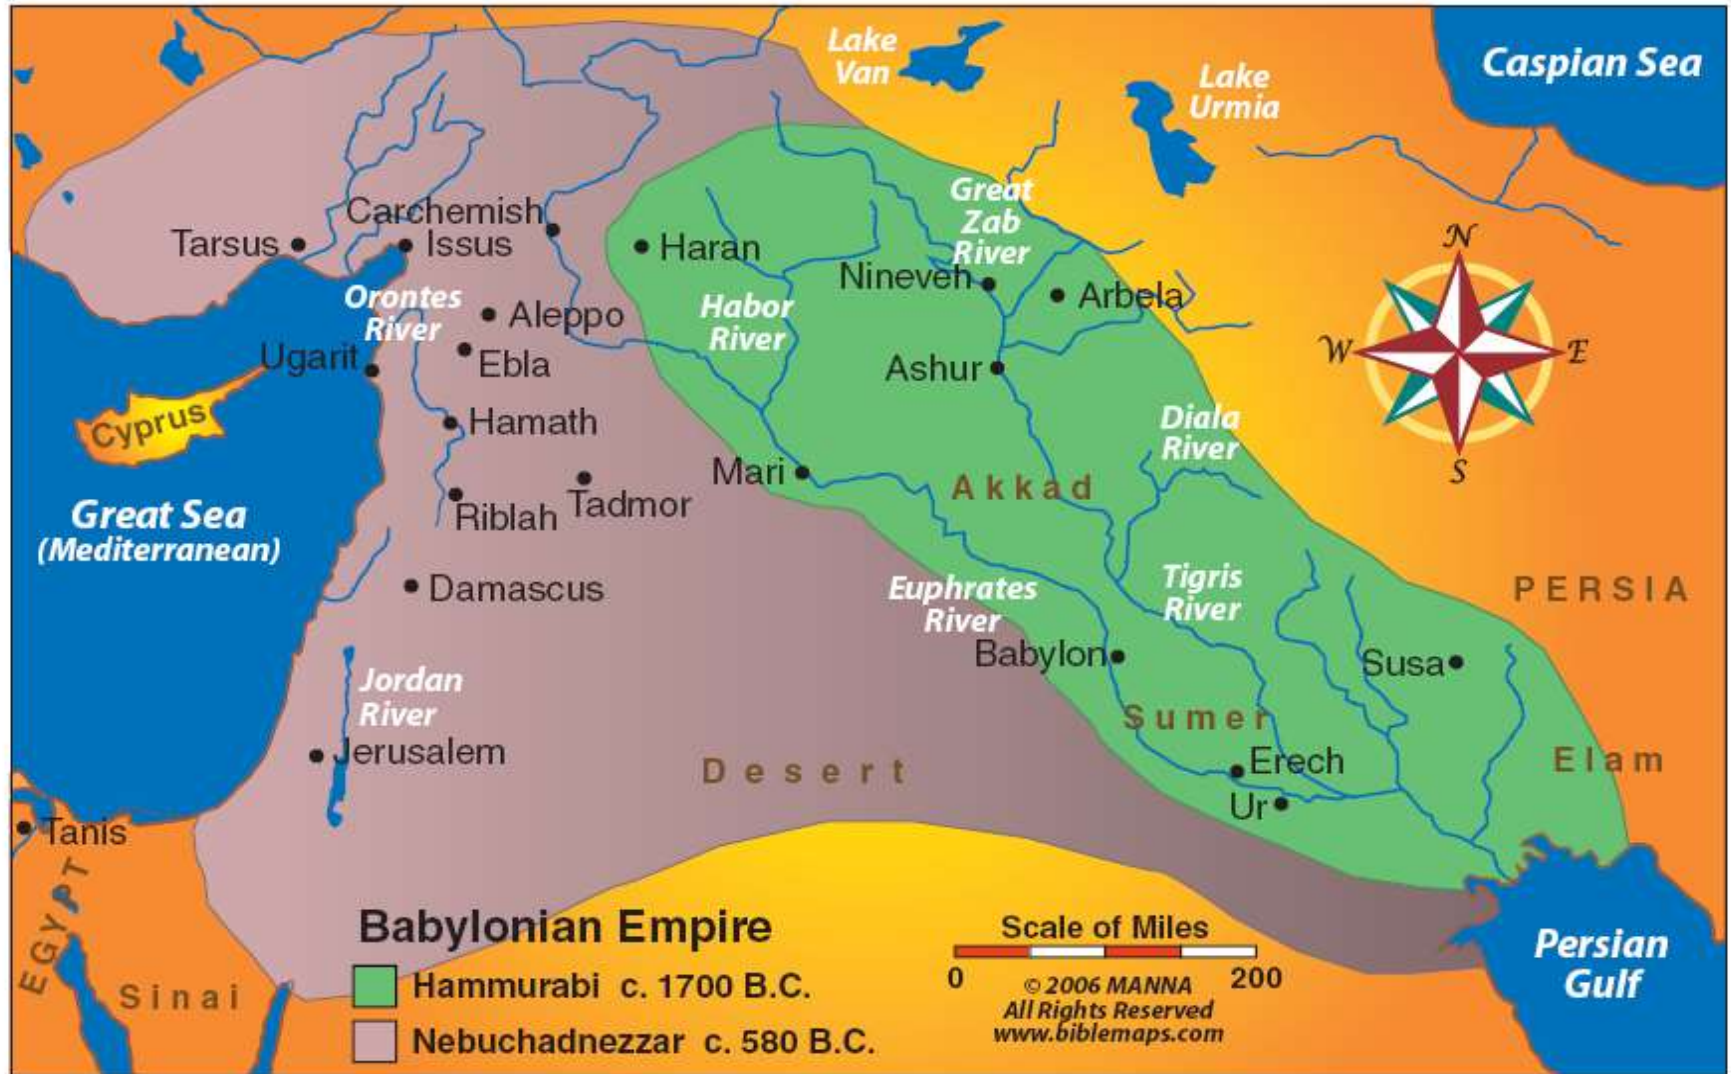 Lake
Van
Lake
Urmia
Caspian Sea
Great
Zab
River
Carchemish
Tarsus
Issus
Haran
Nineveh
Arbela
N
W
E
S
Orontes
River
Aleppo
Habor
River
Ugarit
Ebla
Ashur
Cyprus
Hamath
Diala
River
Mari
Akkad
Riblah
Tadmor
Great Sea
(Mediterranean)
Damascus
Euphrates
River
Tigris
River
PERSIA
Babylon
Susa
Jordan
River
Sumer
Jerusalem
Desert
Erech
Elam
Ur
Tanis
EGYPT
Sinai
Babylonian Empire
Hammurabi c. 1700 B.C.
Nebuchadnezzar c. 580 B.C.
Scale of Miles
0
200
© 2006 MANNA
All Rights Reserved
www.biblemaps.com
Persian
Gulf